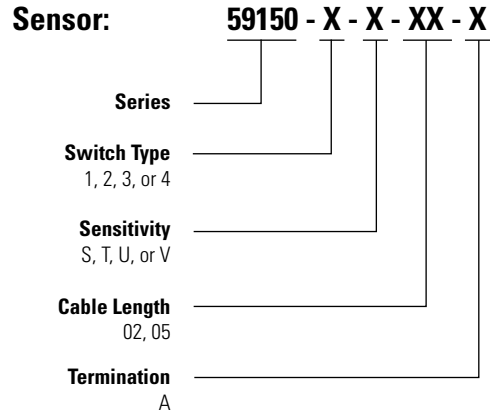 Sensor: 59150 - X - X - XX - X
Series
Switch Type
1, 2, 3, or 4
Sensitivity
S, T, U, or V
Cable Length
02, 05
Termination
A